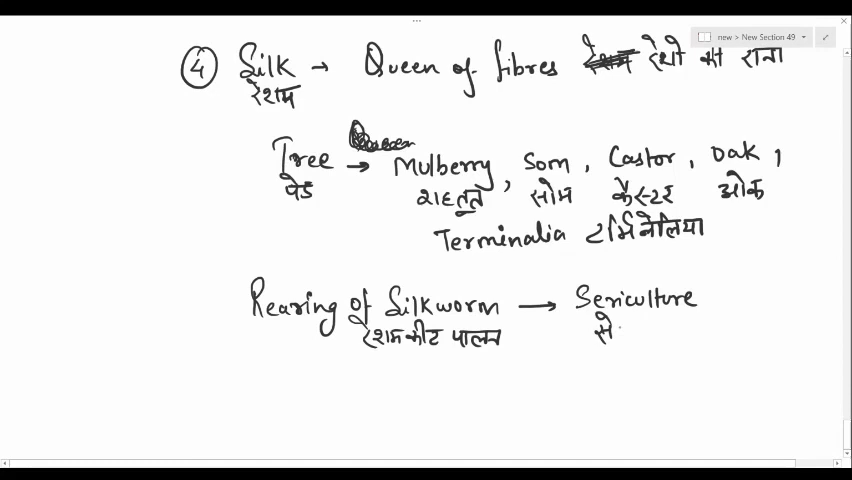 new > New Section 49
4 Silk → Queen of fibres रेशो की रानी
रेशम
Tree → Mulberry, Som, Castor, Oak,
पेड शहतूत सोम कैस्टर ओक
Terminalia टर्मिनेलिया
Rearing of Silkworm → Sericulture
रेशमकीट पालन से